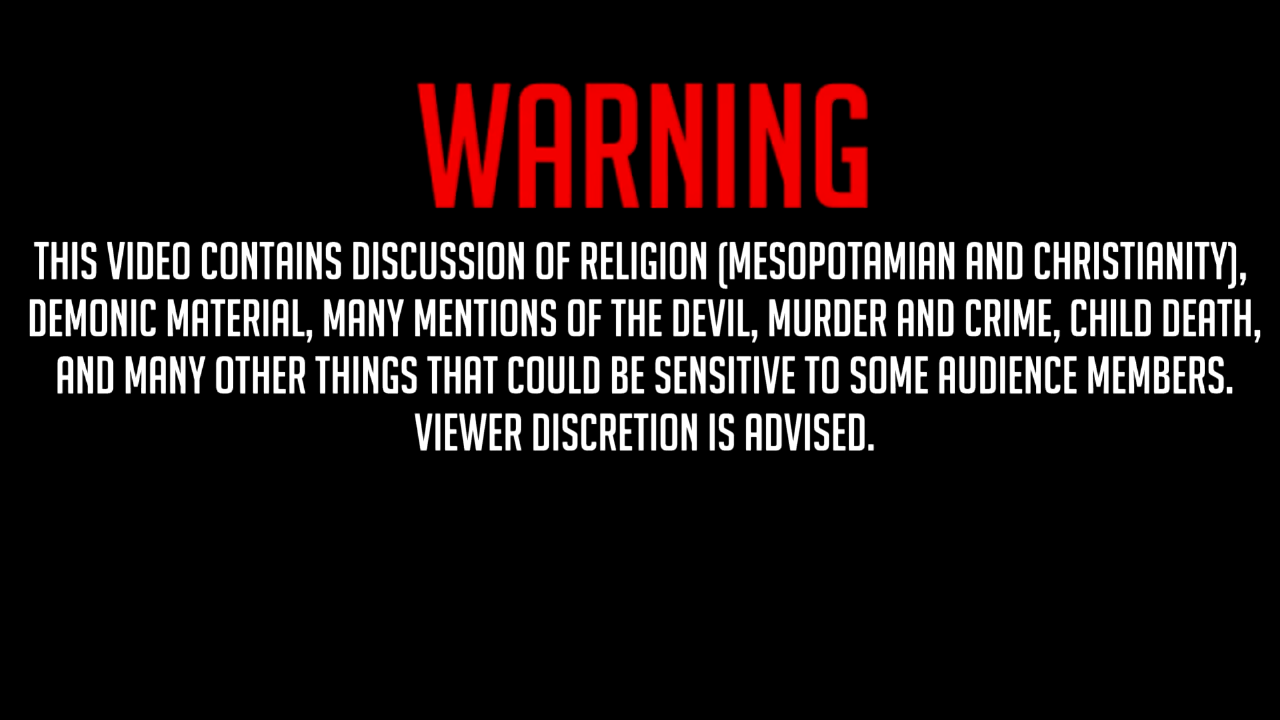 WARNING
THIS VIDEO CONTAINS DISCUSSION OF RELIGION (MESOPOTAMIAN AND CHRISTIANITY),
DEMONIC MATERIAL, MANY MENTIONS OF THE DEVIL, MURDER AND CRIME, CHILD DEATH,
AND MANY OTHER THINGS THAT COULD BE SENSITIVE TO SOME AUDIENCE MEMBERS.
VIEWER DISCRETION IS ADVISED.